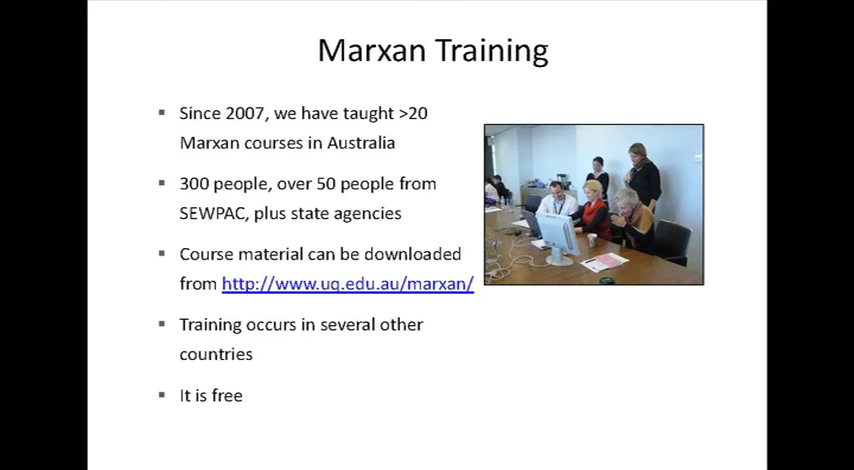 Marxan Training
Since 2007, we have taught >20
Marxan courses in Australia
300 people, over 50 people from
SEWPAC, plus state agencies
Course material can be downloaded
from http://www.uq.edu.au/marxan/
Training occurs in several other
countries
It is free